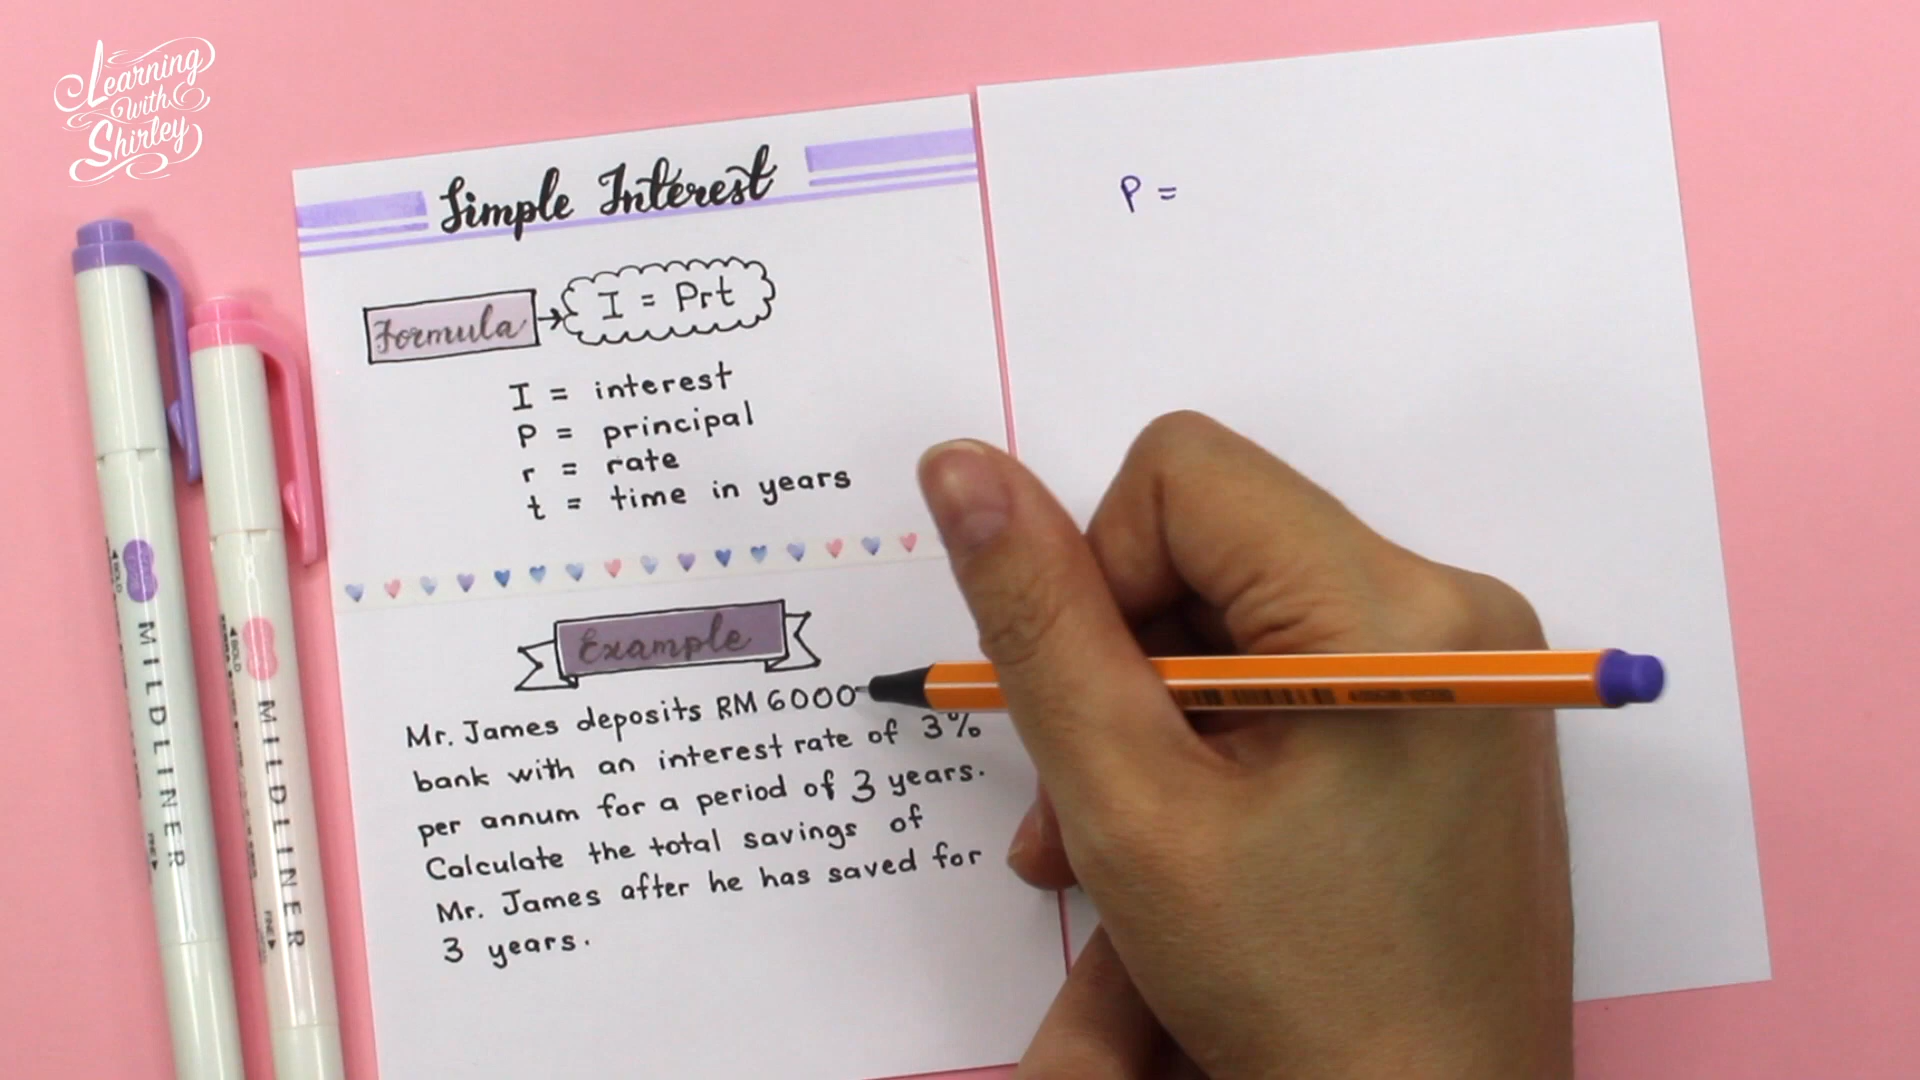 Learning
With
Shirley
Simple Interest
Formula
I = Prt
I = interest
P = principal
r = rate
t = time in years
Example
Mr. James deposits RM 6000
bank with an interest rate of 3%
per annum for a period of 3 years.
Calculate the total savings of
Mr. James after he has saved for
3 years.
P =
MILDLINER
MILDLINER